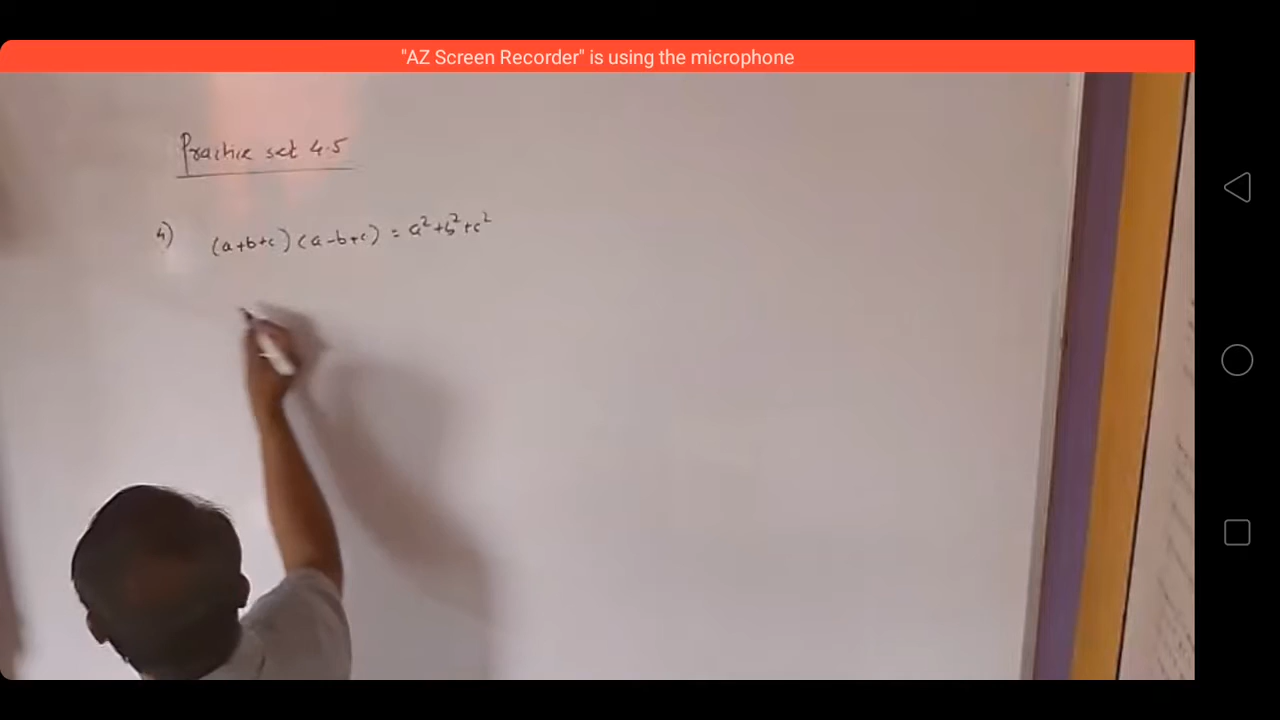 "AZ Screen Recorder" is using the microphone
Practice set 4.5
4) (a+b+c)(a-b+c) = a²+b²+c²